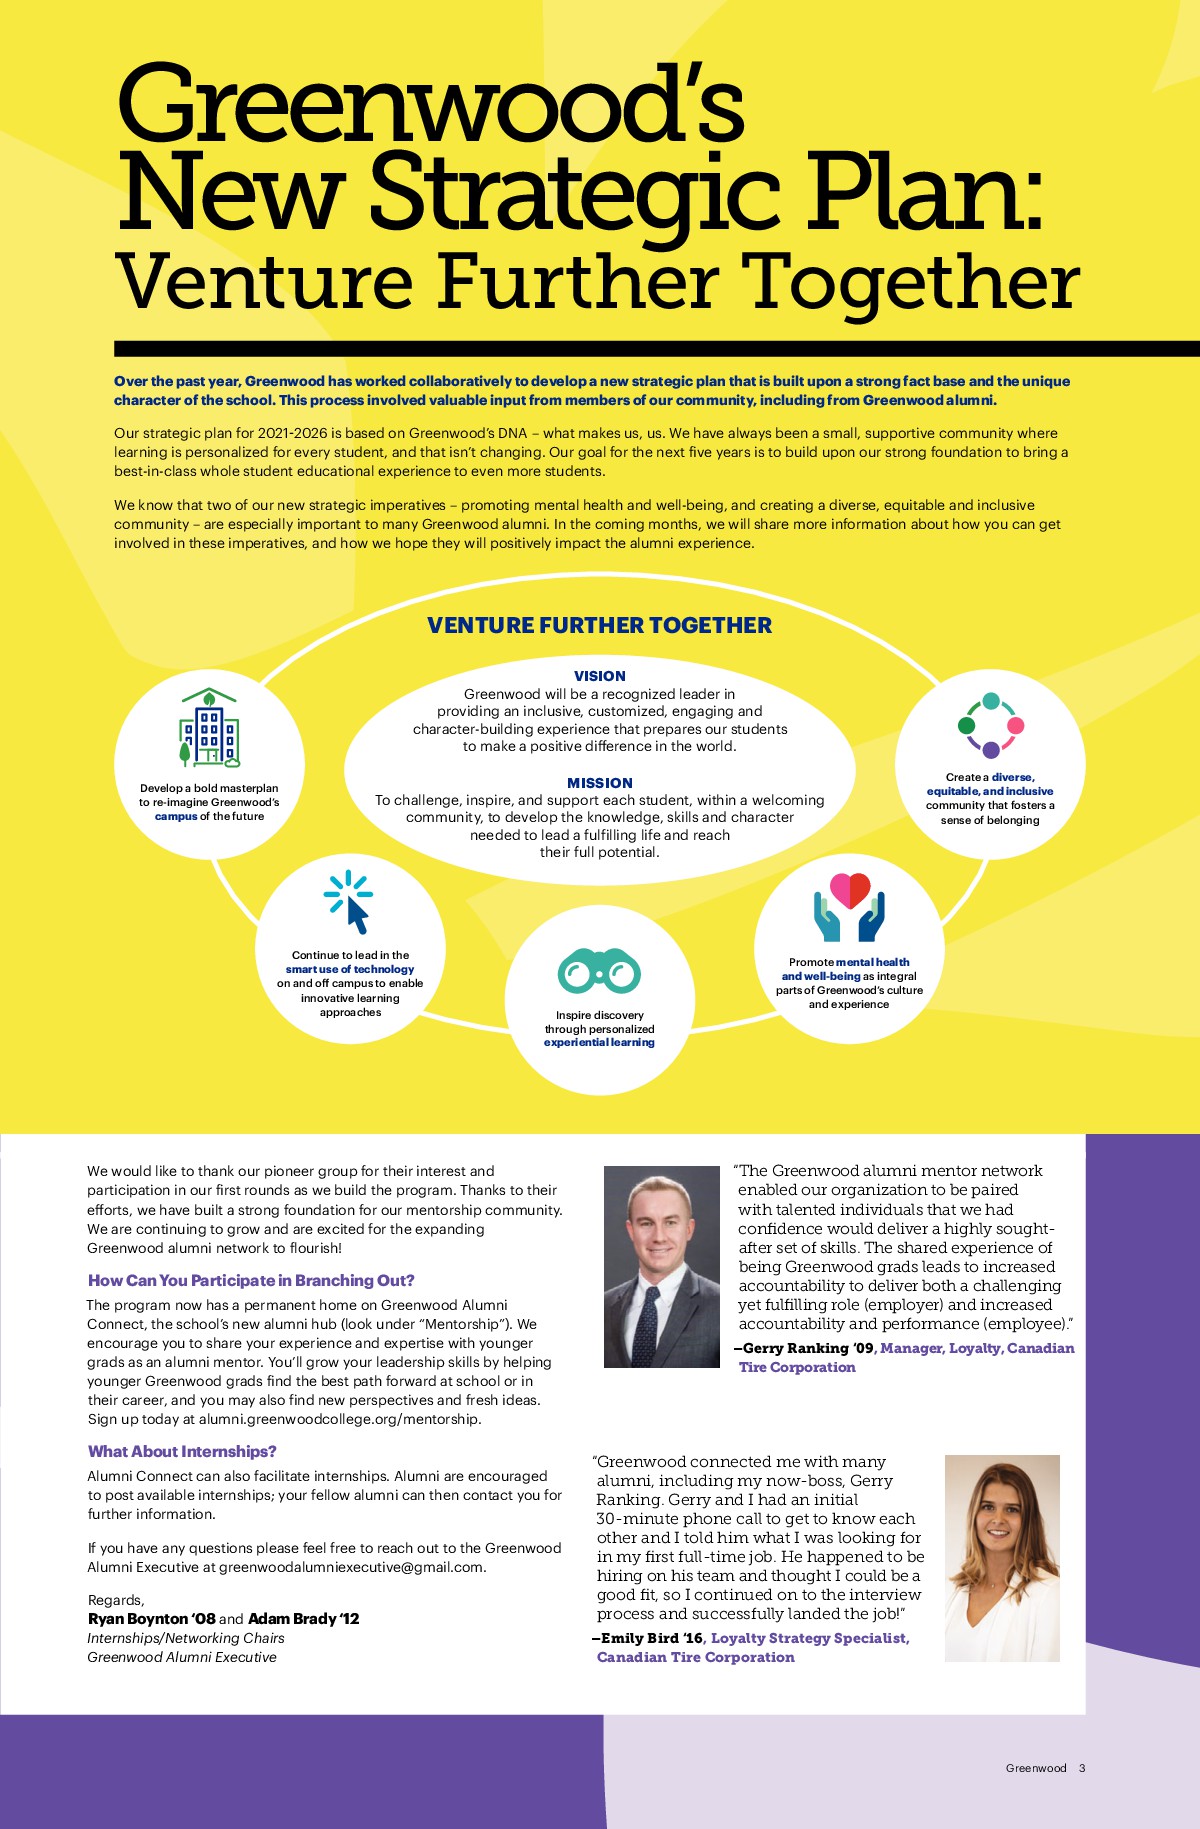 Greenwood’s
New Strategic Plan:
Venture Further Together
Over the past year, Greenwood has worked collaboratively to develop a new strategic plan that is built upon a strong fact base and the unique
character of the school. This process involved valuable input from members of our community, including from Greenwood alumni.
Our strategic plan for 2021-2026 is based on Greenwood’s DNA – what makes us, us. We have always been a small, supportive community where
learning is personalized for every student, and that isn’t changing. Our goal for the next five years is to build upon our strong foundation to bring a
best-in-class whole student educational experience to even more students.
We know that two of our new strategic imperatives – promoting mental health and well-being, and creating a diverse, equitable and inclusive
community – are especially important to many Greenwood alumni. In the coming months, we will share more information about how you can get
involved in these imperatives, and how we hope they will positively impact the alumni experience.
VENTURE FURTHER TOGETHER
VISION
Greenwood will be a recognized leader in
providing an inclusive, customized, engaging and
character-building experience that prepares our students
to make a positive difference in the world.
MISSION
To challenge, inspire, and support each student, within a welcoming
community, to develop the knowledge, skills and character
needed to lead a fulfilling life and reach
their full potential.
Develop a bold masterplan
to re-imagine Greenwood’s
campus of the future
Continue to lead in the
smart use of technology
on and off campus to enable
innovative learning
approaches
Inspire discovery
through personalized
experiential learning
Promote mental health
and well-being as integral
parts of Greenwood’s culture
and experience
Create a diverse,
equitable, and inclusive
community that fosters a
sense of belonging
We would like to thank our pioneer group for their interest and
participation in our first rounds as we build the program. Thanks to their
efforts, we have built a strong foundation for our mentorship community.
We are continuing to grow and are excited for the expanding
Greenwood alumni network to flourish!
How Can You Participate in Branching Out?
The program now has a permanent home on Greenwood Alumni
Connect, the school’s new alumni hub (look under “Mentorship”). We
encourage you to share your experience and expertise with younger
grads as an alumni mentor. You’ll grow your leadership skills by helping
younger Greenwood grads find the best path forward at school or in
their career, and you may also find new perspectives and fresh ideas.
Sign up today at alumni.greenwoodcollege.org/mentorship.
What About Internships?
Alumni Connect can also facilitate internships. Alumni are encouraged
to post available internships; your fellow alumni can then contact you for
further information.
If you have any questions please feel free to reach out to the Greenwood
Alumni Executive at greenwoodalumniexecutive@gmail.com.
Regards,
Ryan Boynton ‘08 and Adam Brady ‘12
Internships/Networking Chairs
Greenwood Alumni Executive
“The Greenwood alumni mentor network
enabled our organization to be paired
with talented individuals that we had
confidence would deliver a highly sought-
after set of skills. The shared experience of
being Greenwood grads leads to increased
accountability to deliver both a challenging
yet fulfilling role (employer) and increased
accountability and performance (employee).”
–Gerry Ranking ‘09, Manager, Loyalty, Canadian
Tire Corporation
“Greenwood connected me with many
alumni, including my now-boss, Gerry
Ranking. Gerry and I had an initial
30-minute phone call to get to know each
other and I told him what I was looking for
in my first full-time job. He happened to be
hiring on his team and thought I could be a
good fit, so I continued on to the interview
process and successfully landed the job!”
–Emily Bird ‘16, Loyalty Strategy Specialist,
Canadian Tire Corporation
Greenwood 3